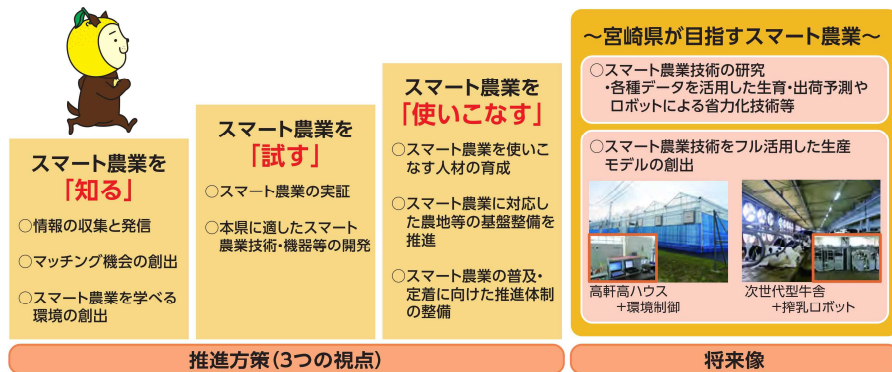 スマート農業を
「知る」
○情報の収集と発信
○マッチング機会の創出
○スマート農業を学べる
環境の創出
スマート農業を
「試す」
○スマート農業の実証
○本県に適したスマート
農業技術・機器等の開発
スマート農業を
「使いこなす」
○スマート農業を使いこ
なす人材の育成
○スマート農業に対応し
た農地等の基盤整備を
推進
○スマート農業の普及・
定着に向けた推進体制
の整備
推進方策(3つの視点)
～宮崎県が目指すスマート農業～
○スマート農業技術の研究
・各種データを活用した生育・出荷予測や
ロボットによる省力化技術等
○スマート農業技術をフル活用した生産
モデルの創出
高軒高ハウス
＋環境制御
次世代型牛舎
＋搾乳ロボット
将来像